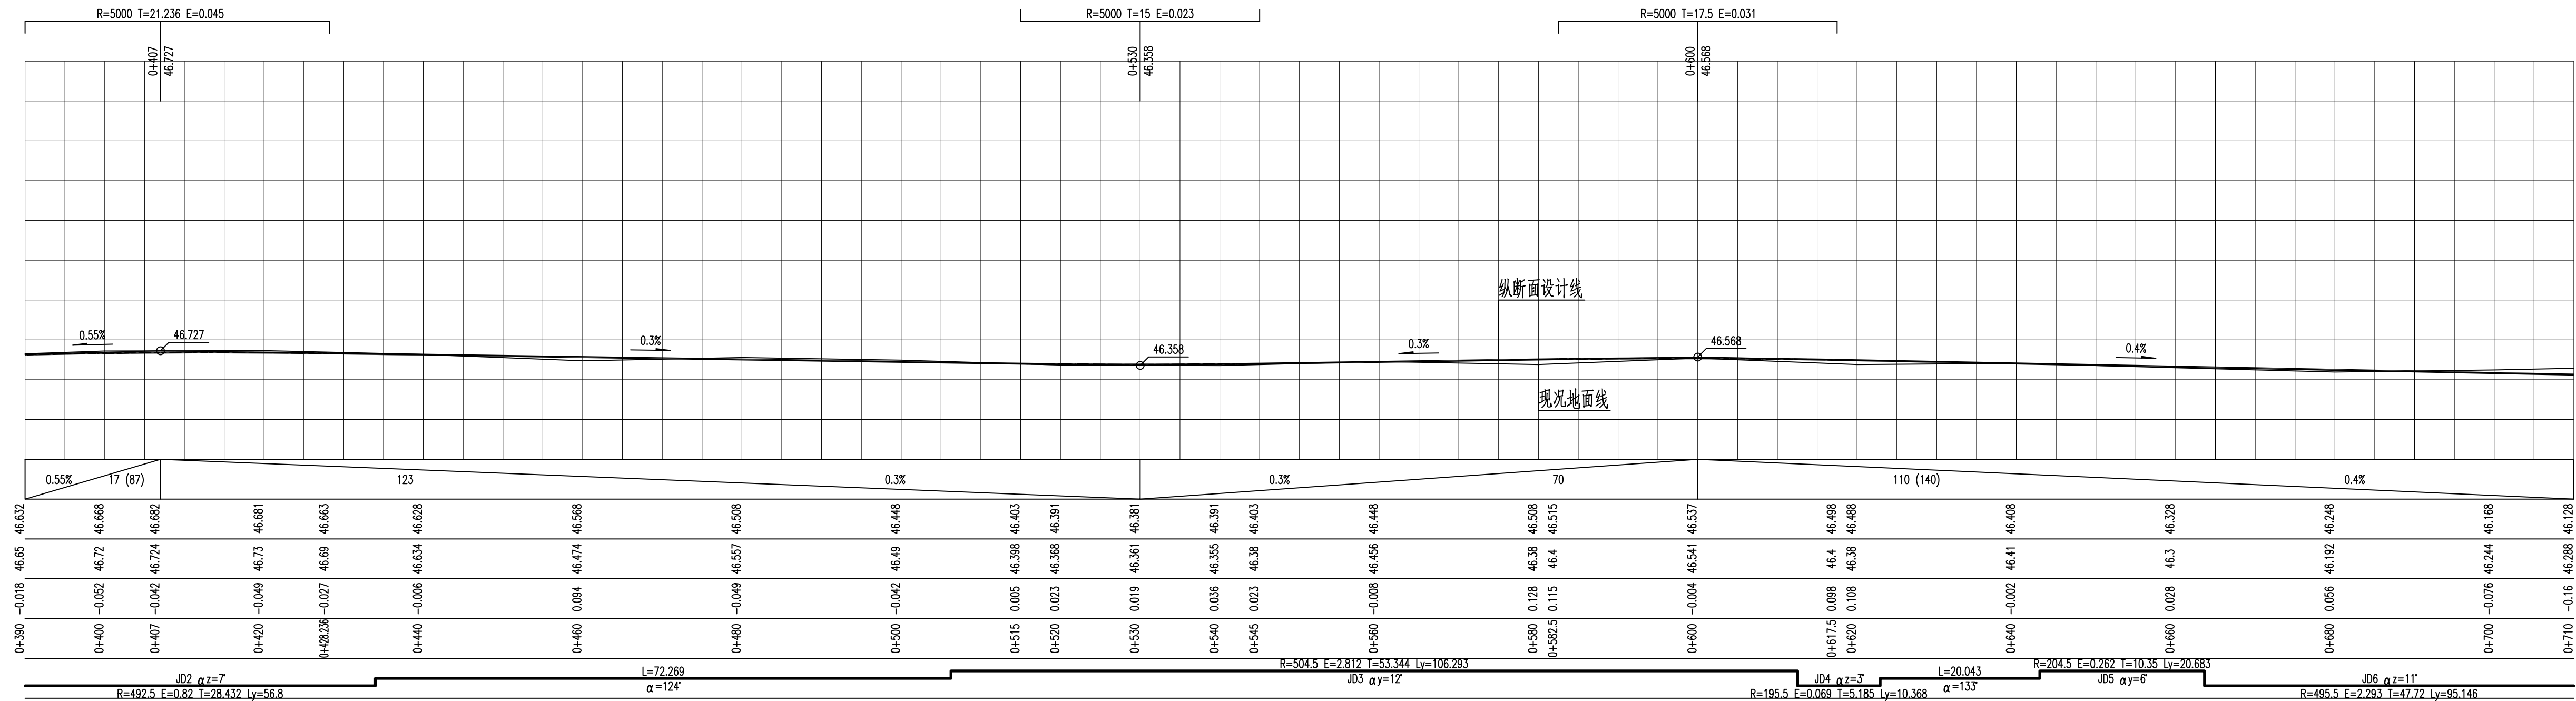 R=5000 T=21.236 E=0.045
R=5000 T=15 E=0.023
R=5000 T=17.5 E=0.031
0+407
46.727
0+530
46.358
0+600
46.568
纵断面设计线
0.55%
46.727
0.3%
46.358
0.3%
46.568
0.4%
现况地面线
0.55% 17 (87) 123 0.3% 0.3% 70 110 (140) 0.4%
46.632 46.668 46.682 46.681 46.663 46.628 46.568 46.508 46.448 46.403 46.391 46.381 46.391 46.403 46.448 46.508 46.515 46.537 46.498 46.488 46.408 46.328 46.248 46.168 46.128
46.65 46.72 46.724 46.73 46.69 46.634 46.474 46.557 46.49 46.398 46.368 46.361 46.355 46.38 46.456 46.38 46.4 46.541 46.4 46.38 46.41 46.3 46.192 46.244 46.288
-0.018 -0.052 -0.042 -0.049 -0.027 -0.006 0.094 -0.049 -0.042 0.005 0.023 0.019 0.036 0.023 -0.008 0.128 0.115 -0.004 0.098 0.108 -0.002 0.028 0.056 -0.076 -0.16
0+390 0+400 0+407 0+420 0+428.236 0+440 0+460 0+480 0+500 0+515 0+520 0+530 0+540 0+545 0+560 0+580 0+582.5 0+600 0+617.5 0+620 0+640 0+660 0+680 0+700 0+710
JD2 αz=7°
R=492.5 E=0.82 T=28.432 Ly=56.8
L=72.269
α=124°
R=504.5 E=2.812 T=53.344 Ly=106.293
JD3 αy=12°
JD4 αz=3°
R=195.5 E=0.069 T=5.185 Ly=10.368
L=20.043
α=133°
R=204.5 E=0.262 T=10.35 Ly=20.683
JD5 αy=6°
JD6 αz=11°
R=495.5 E=2.293 T=47.72 Ly=95.146